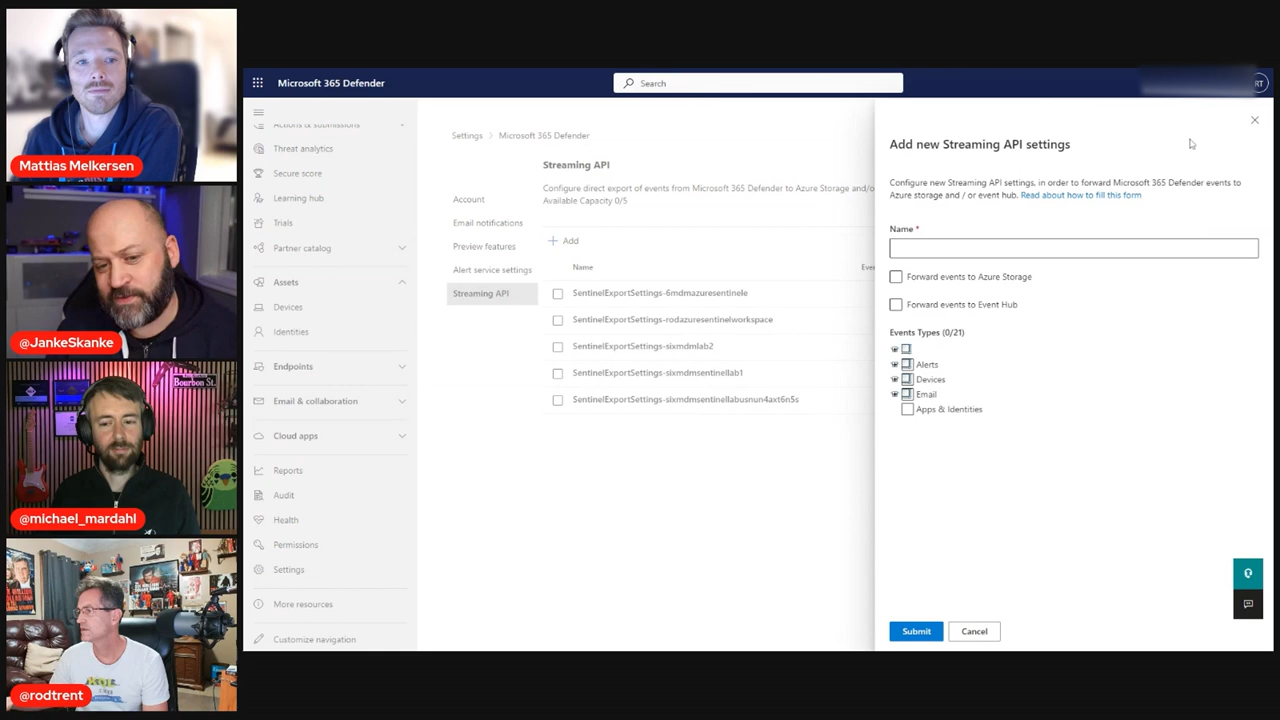 Mattias Melkersen
@JankeSkanke
@michael_mardahl
@rodtrent
Bourbon St.
Microsoft 365 Defender
Search
RT
Actions & submissions
Threat analytics
Secure score
Learning hub
Trials
Partner catalog
Assets
Devices
Identities
Endpoints
Email & collaboration
Cloud apps
Reports
Audit
Health
Permissions
Settings
More resources
Customize navigation
Settings > Microsoft 365 Defender
Account
Email notifications
Preview features
Alert service settings
Streaming API
Streaming API
Configure direct export of events from Microsoft 365 Defender to Azure Storage and/o
Available Capacity 0/5
+ Add
Name
Eve
SentinelExportSettings-6mdmazuresentinele
SentinelExportSettings-rodazuresentinelworkspace
SentinelExportSettings-sixmdmlab2
SentinelExportSettings-sixmdmsentinellab1
SentinelExportSettings-sixmdmsentinellabusnun4axt6n5s
Add new Streaming API settings
Configure new Streaming API settings, in order to forward Microsoft 365 Defender events to
Azure storage and / or event hub. Read about how to fill this form
Name *
Forward events to Azure Storage
Forward events to Event Hub
Events Types (0/21)
Alerts
Devices
Email
Apps & Identities
Submit
Cancel